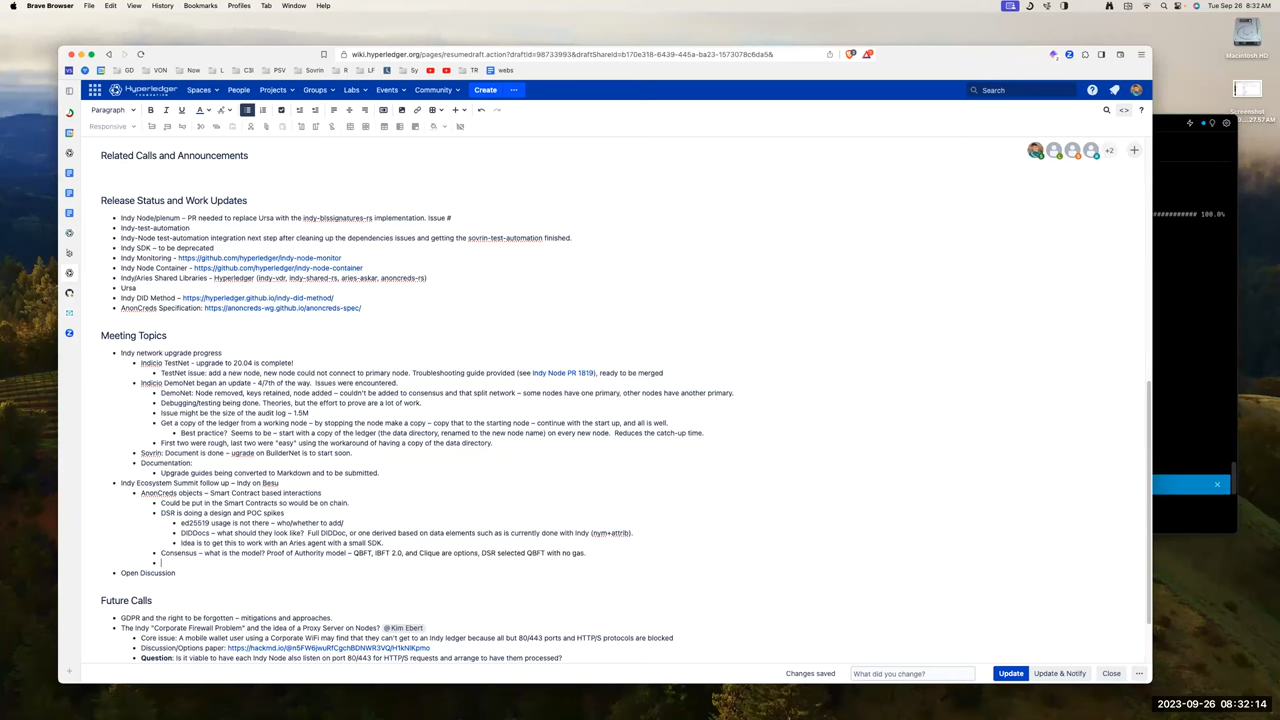 Brave Browser File Edit View History Bookmarks Profiles Tab Window Help
Tue Sep 26 8:32 AM
wiki.hyperledger.org/pages/resumedraft.action?draftId=98733993&draftShareId=b170e318-6439-445a-ba23-1573078c6da5&
GD VON Now L C3I PSV Sovrin R LF Sy TR webs
Macintosh HD
Hyperledger FOUNDATION Spaces People Projects Groups Labs Events Community Create ··· Search
Screenshot
0....27.57 AM
Paragraph B I U A
Responsive
+2
Related Calls and Announcements
Release Status and Work Updates
Indy Node/plenum – PR needed to replace Ursa with the indy-blssignatures-rs implementation. Issue #
########### 100.0%
Indy-test-automation
Indy-Node test-automation integration next step after cleaning up the dependencies issues and getting the sovrin-test-automation finished.
Indy SDK – to be deprecated
Indy Monitoring - https://github.com/hyperledger/indy-node-monitor
Indy Node Container - https://github.com/hyperledger/indy-node-container
Indy/Aries Shared Libraries - Hyperledger (indy-vdr, indy-shared-rs, aries-askar, anoncreds-rs)
Ursa
Indy DID Method – https://hyperledger.github.io/indy-did-method/
AnonCreds Specification: https://anoncreds-wg.github.io/anoncreds-spec/
Meeting Topics
Indy network upgrade progress
Indicio TestNet - upgrade to 20.04 is complete!
TestNet issue: add a new node, new node could not connect to primary node. Troubleshooting guide provided (see Indy Node PR 1819), ready to be merged
Indicio DemoNet began an update - 4/7th of the way. Issues were encountered.
DemoNet: Node removed, keys retained, node added – couldn't be added to consensus and that split network – some nodes have one primary, other nodes have another primary.
Debugging/testing being done. Theories, but the effort to prove are a lot of work.
Issue might be the size of the audit log – 1.5M
Get a copy of the ledger from a working node – by stopping the node make a copy – copy that to the starting node – continue with the start up, and all is well.
Best practice? Seems to be – start with a copy of the ledger (the data directory, renamed to the new node name) on every new node. Reduces the catch-up time.
First two were rough, last two were "easy" using the workaround of having a copy of the data directory.
Sovrin: Document is done – ugrade on BuilderNet is to start soon.
Documentation:
Upgrade guides being converted to Markdown and to be submitted.
Indy Ecosystem Summit follow up – Indy on Besu
AnonCreds objects – Smart Contract based interactions
Could be put in the Smart Contracts so would be on chain.
DSR is doing a design and POC spikes
ed25519 usage is not there – who/whether to add/
DIDDocs – what should they look like? Full DIDDoc, or one derived based on data elements such as is currently done with Indy (nym+attrib).
Idea is to get this to work with an Aries agent with a small SDK.
Consensus – what is the model? Proof of Authority model – QBFT, IBFT 2.0, and Clique are options, DSR selected QBFT with no gas.
Open Discussion
Future Calls
GDPR and the right to be forgotten – mitigations and approaches.
The Indy "Corporate Firewall Problem" and the idea of a Proxy Server on Nodes? @Kim Ebert
Core issue: A mobile wallet user using a Corporate WiFi may find that they can't get to an Indy ledger because all but 80/443 ports and HTTP/S protocols are blocked
Discussion/Options paper: https://hackmd.io/@n5FW6jwuRfCgchBDNWR3VQ/H1kNlKpmo
Question: Is it viable to have each Indy Node also listen on port 80/443 for HTTP/S requests and arrange to have them processed?
Changes saved What did you change? Update Update & Notify Close ···
2023-09-26 08:32:14